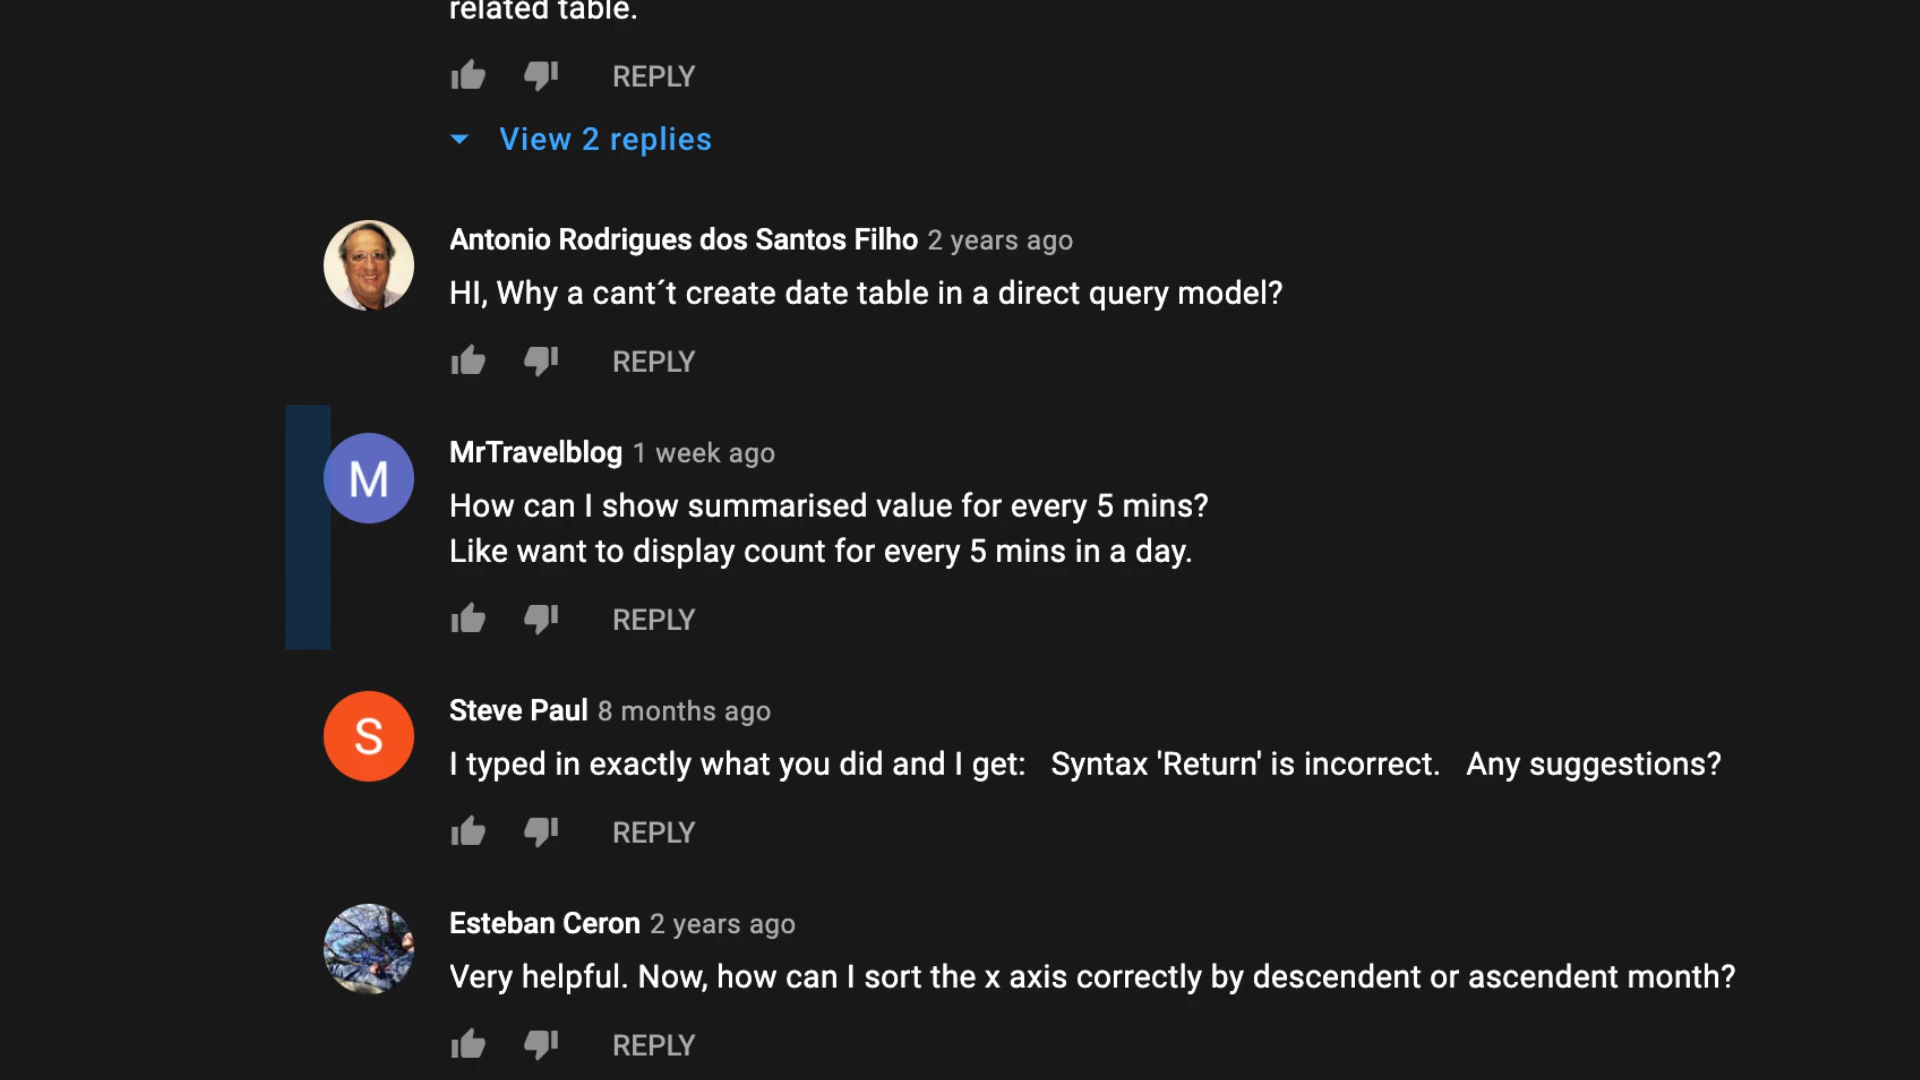 related table.
REPLY
View 2 replies
Antonio Rodrigues dos Santos Filho 2 years ago
HI, Why a cant´t create date table in a direct query model?
REPLY
M
MrTravelblog 1 week ago
How can I show summarised value for every 5 mins?
Like want to display count for every 5 mins in a day.
REPLY
S
Steve Paul 8 months ago
I typed in exactly what you did and I get:   Syntax 'Return' is incorrect.   Any suggestions?
REPLY
Esteban Ceron 2 years ago
Very helpful. Now, how can I sort the x axis correctly by descendent or ascendent month?
REPLY